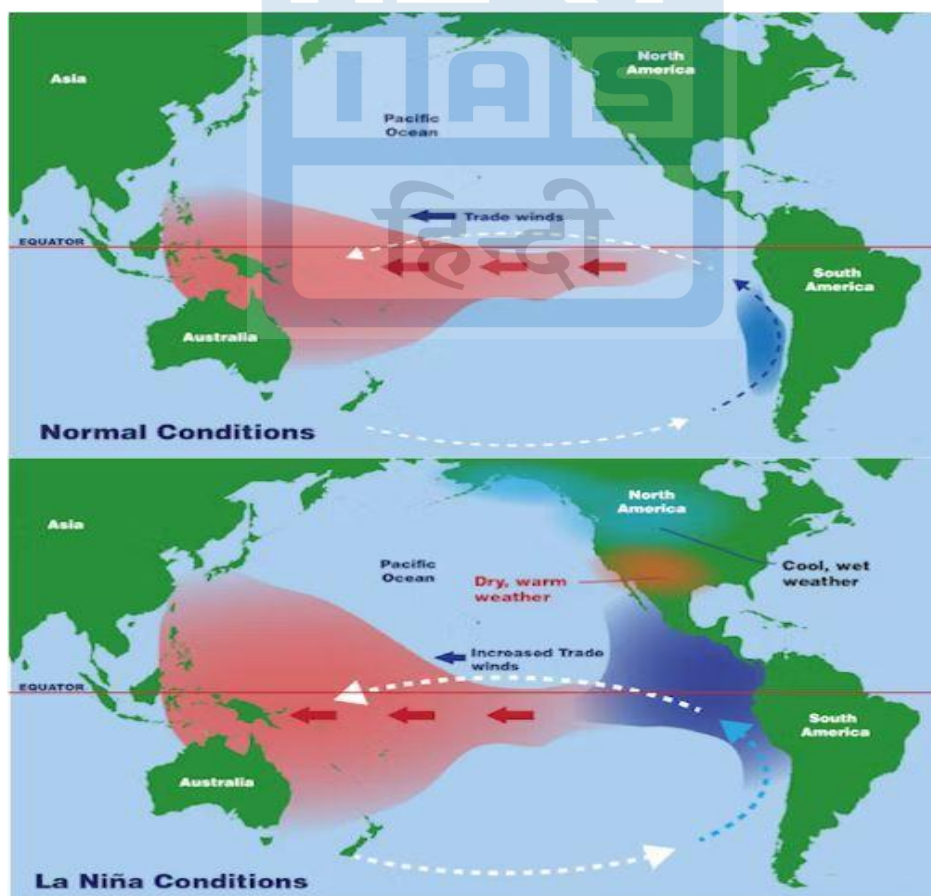 IAS
हिन्दी
Asia
North
America
Pacific
Ocean
Trade winds
EQUATOR
South
America
Australia
Normal Conditions
Asia
North
America
Pacific
Ocean
Cool, wet
weather
Dry, warm
weather
Increased Trade
winds
EQUATOR
South
America
Australia
La Niña Conditions